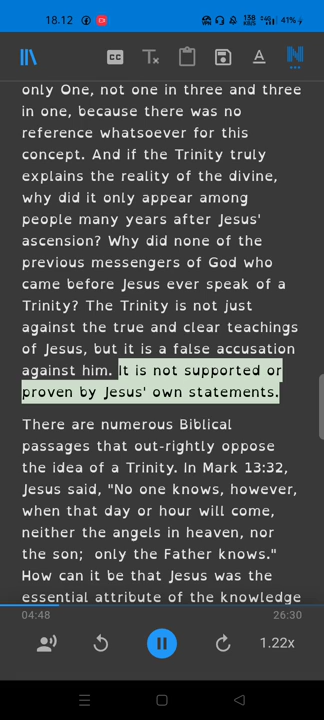 18.12
138 KB/S
24G
41%
CC
T
A
N
only One, not one in three and three
in one, because there was no
reference whatsoever for this
concept. And if the Trinity truly
explains the reality of the divine,
why did it only appear among
people many years after Jesus'
ascension? Why did none of the
previous messengers of God who
came before Jesus ever speak of a
Trinity? The Trinity is not just
against the true and clear teachings
of Jesus, but it is a false accusation
against him. It is not supported or
proven by Jesus' own statements.
There are numerous Biblical
passages that out-rightly oppose
the idea of a Trinity. In Mark 13:32,
Jesus said, "No one knows, however,
when that day or hour will come,
neither the angels in heaven, nor
the son;  only the Father knows."
How can it be that Jesus was the
essential attribute of the knowledge
04:48
26:30
1.22x